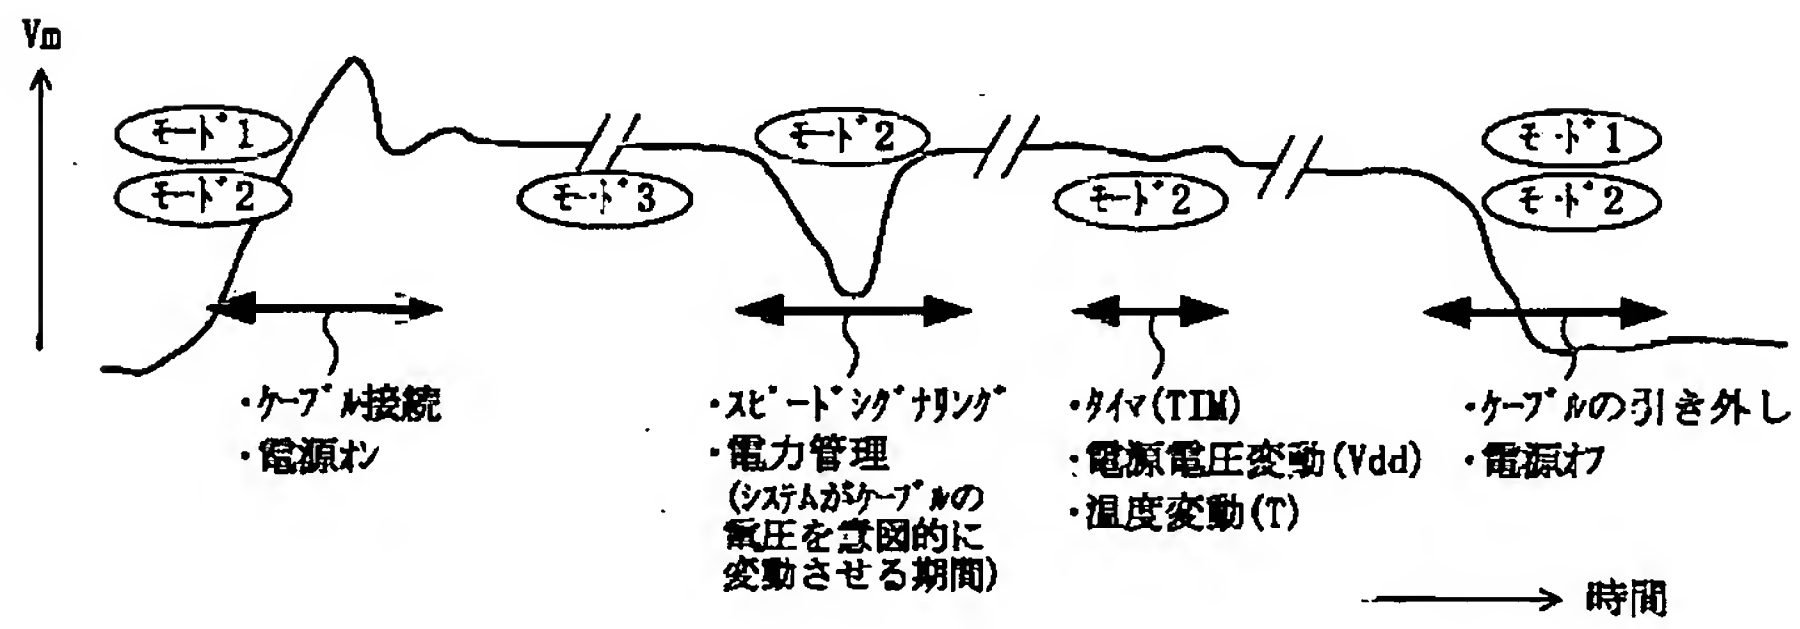 Vm
モード1
モード2
モード3
モード2
モード2
モード1
モード2
・ケーブル接続
・電源オン
・スピードシグナリング
・電力管理
(システムがケーブルの
電圧を意図的に
変動させる期間)
・タイマ(TIM)
・電源電圧変動(Vdd)
・温度変動(T)
・ケーブルの引き外し
・電源オフ
時間